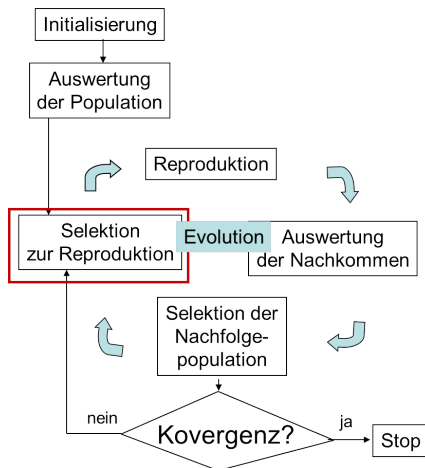 Initialisierung
Auswertung
der Population
Reproduktion
Selektion
zur Reproduktion
Evolution
Auswertung
der Nachkommen
Selektion der
Nachfolge-
population
nein
Kovergenz?
ja
Stop